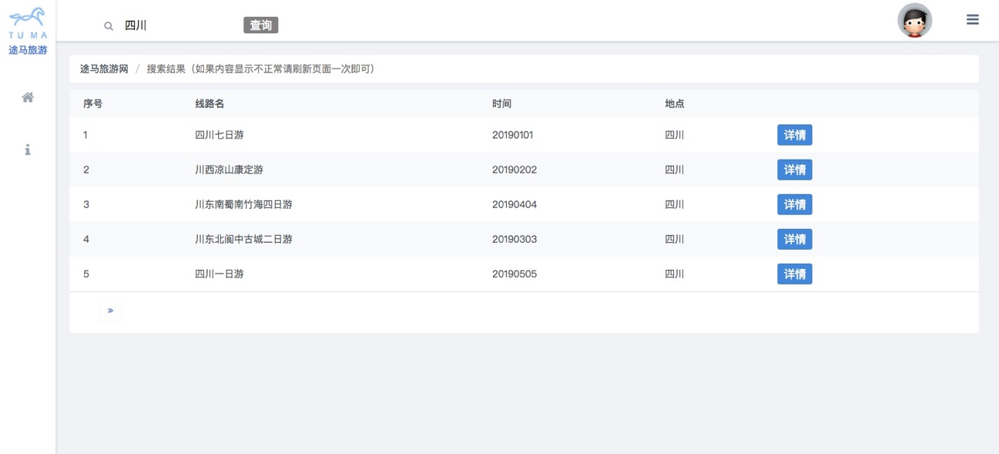 TU MA
途马旅游
四川
查询
途马旅游网 / 搜索结果（如果内容显示不正常请刷新页面一次即可）
序号 线路名 时间 地点
1 四川七日游 20190101 四川 详情
2 川西凉山康定游 20190202 四川 详情
3 川东南蜀南竹海四日游 20190404 四川 详情
4 川东北阆中古城二日游 20190303 四川 详情
5 四川一日游 20190505 四川 详情
»